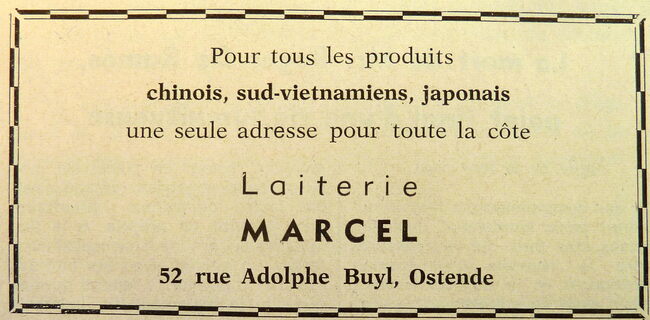 Pour tous les produits
chinois, sud-vietnamiens, japonais
une seule adresse pour toute la côte
Laiterie
MARCEL
52 rue Adolphe Buyl, Ostende